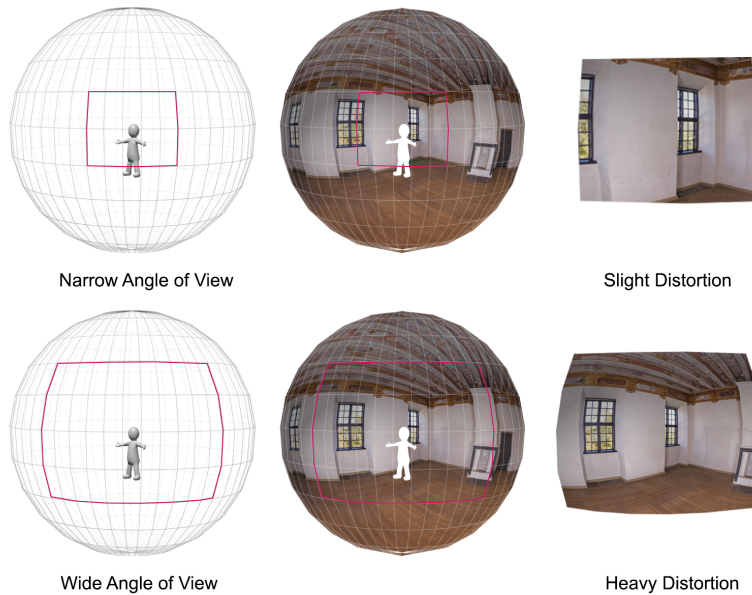 Narrow Angle of View
Slight Distortion
Wide Angle of View
Heavy Distortion